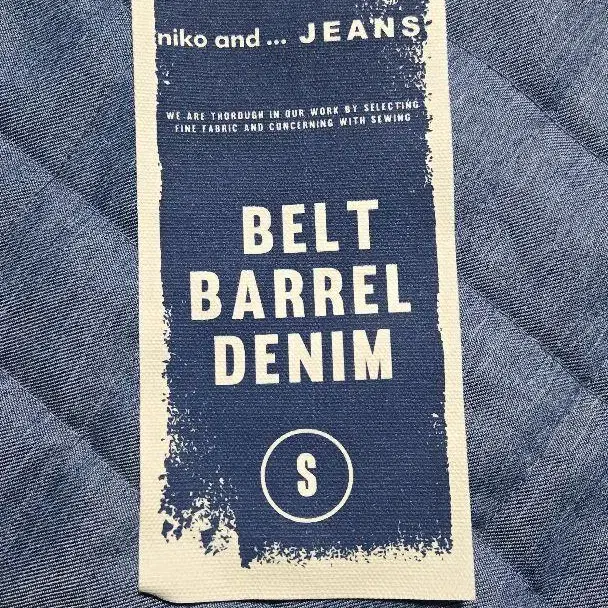 niko and ... JEANS
WE ARE THOROUGH IN OUR WORK BY SELECTING
FINE FABRIC AND CONCERNING WITH SEWING
BELT
BARREL
DENIM
S